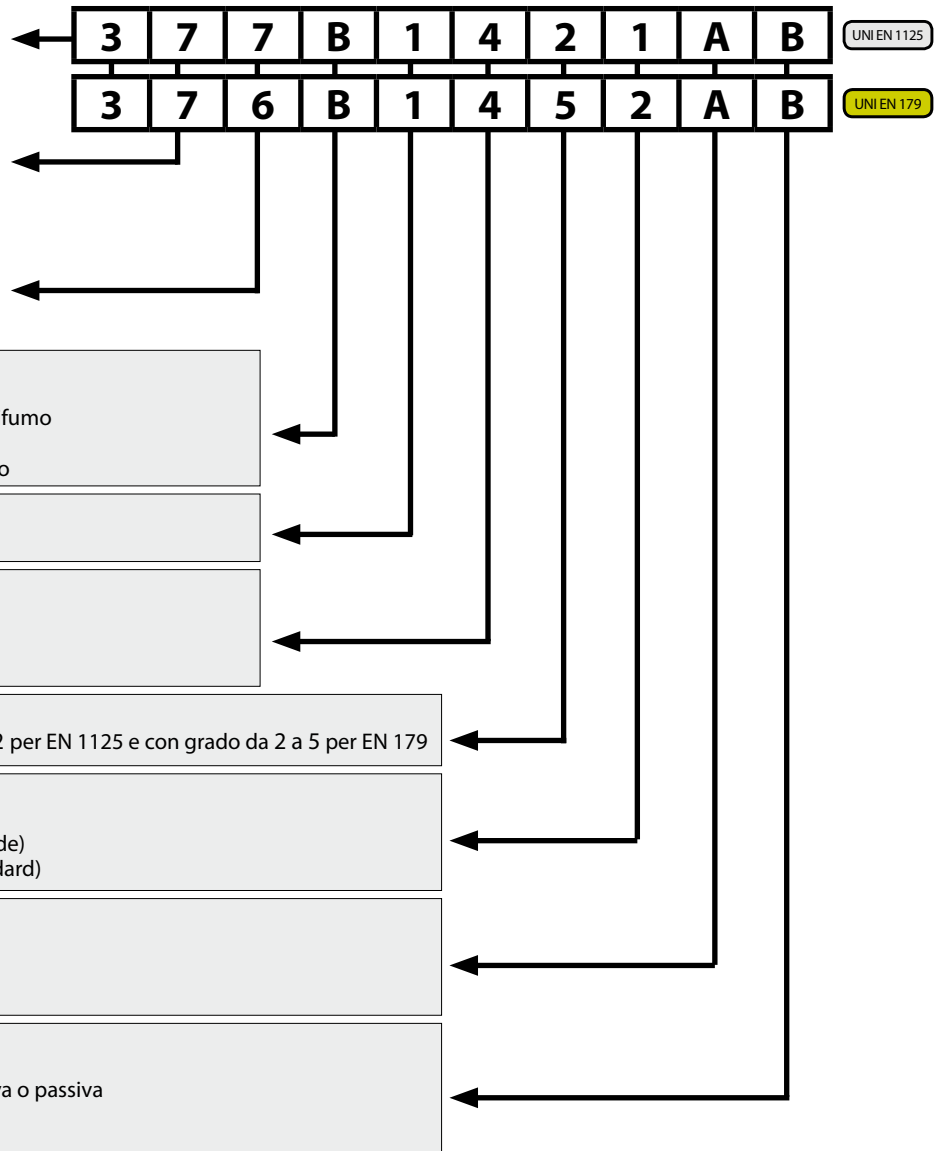 3 7 7 B 1 4 2 1 A B UNI EN 1125
3 7 6 B 1 4 5 2 A B UNI EN 179
fumo
o
2 per EN 1125 e con grado da 2 a 5 per EN 179
de)
dard)
va o passiva